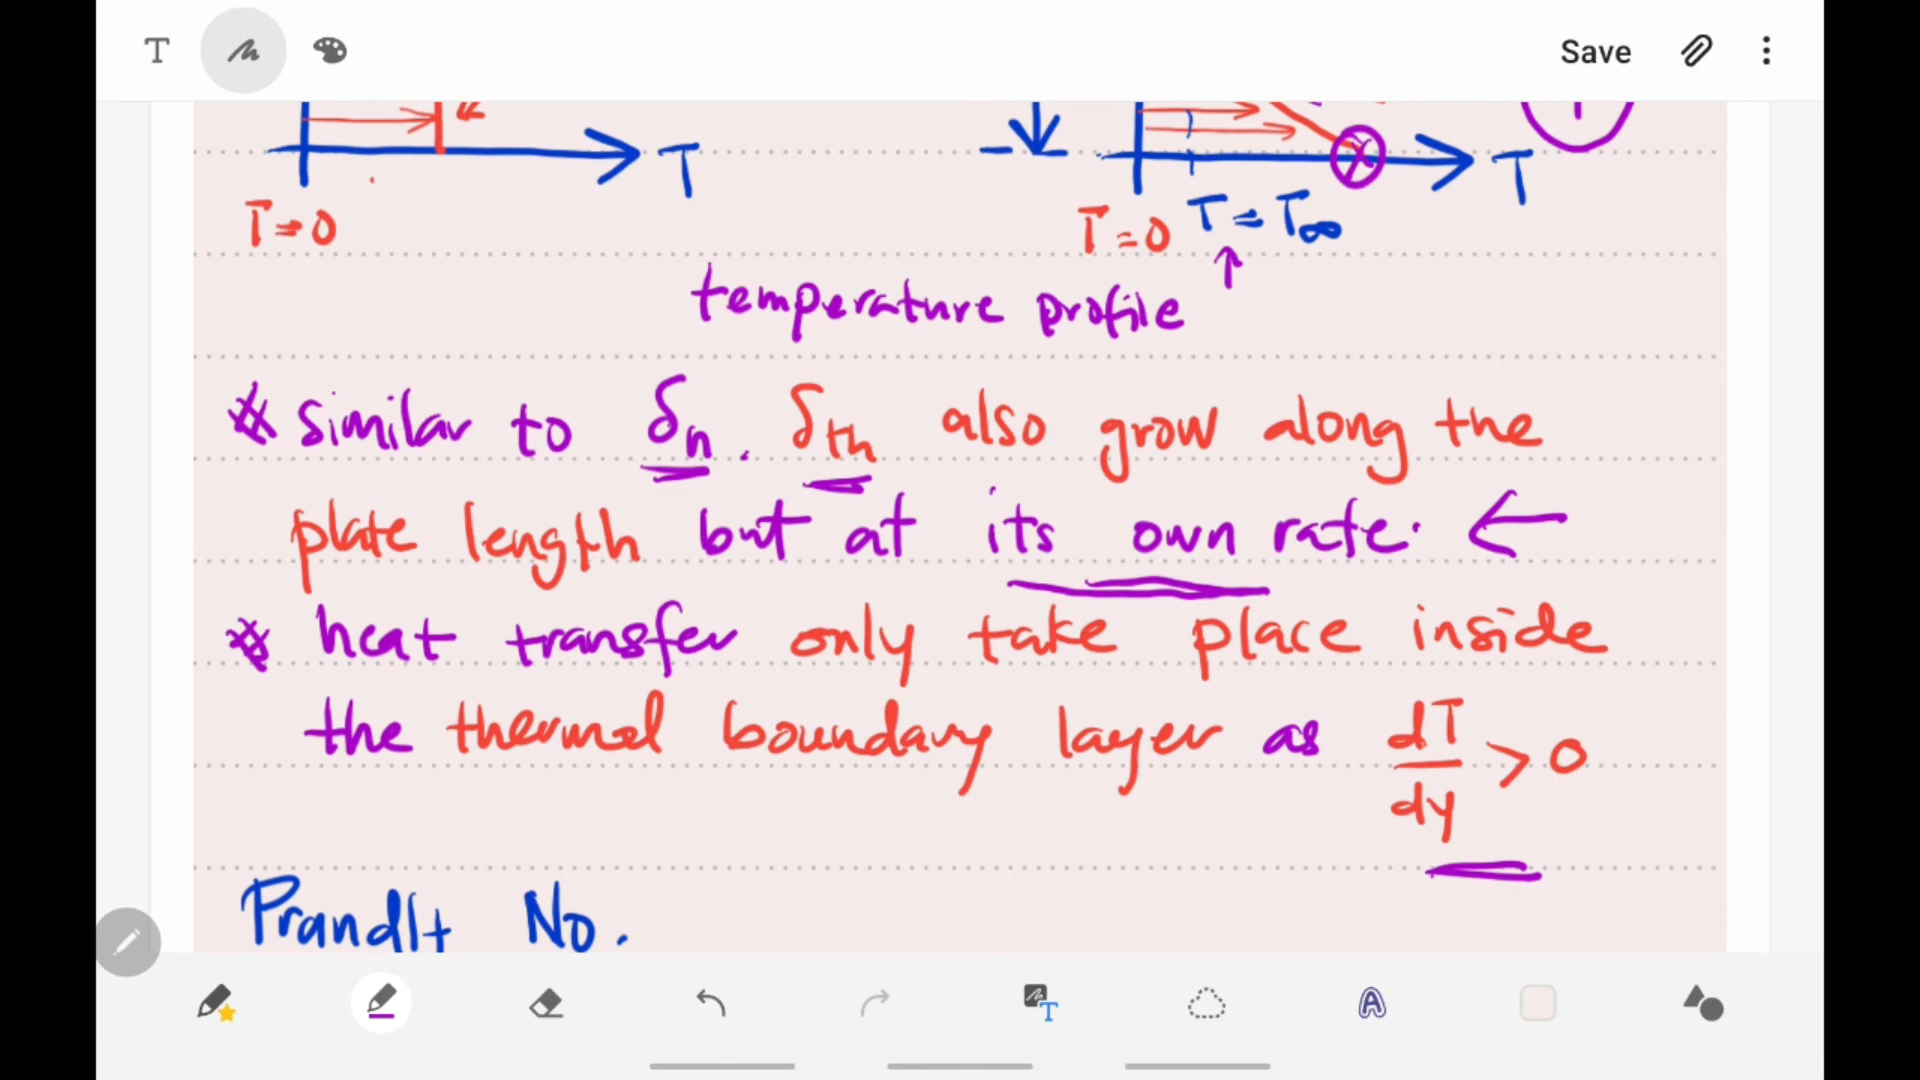 T
Save
T
T
T=0
T=0 T=T∞
temperature profile
* similar to δn. δth also grow along the
plate length but at its own rate. ←
* heat transfer only take place inside
the thermal boundary layer as dT/dy > 0
Prandlt No.